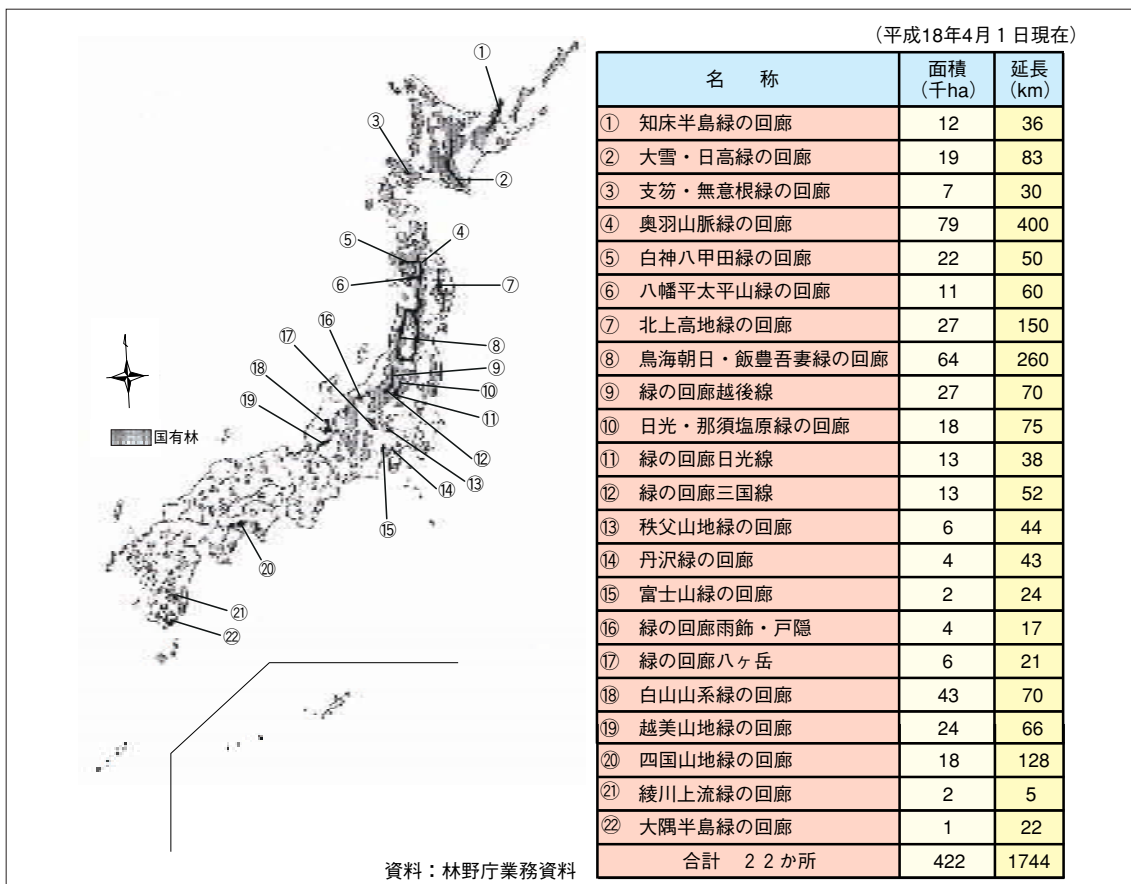 （平成18年4月1日現在）
名　称 面積（千ha） 延長（km）
① 知床半島緑の回廊 12 36
② 大雪・日高緑の回廊 19 83
③ 支笏・無意根緑の回廊 7 30
④ 奥羽山脈緑の回廊 79 400
⑤ 白神八甲田緑の回廊 22 50
⑥ 八幡平太平山緑の回廊 11 60
⑦ 北上高地緑の回廊 27 150
⑧ 鳥海朝日・飯豊吾妻緑の回廊 64 260
⑨ 緑の回廊越後線 27 70
⑩ 日光・那須塩原緑の回廊 18 75
⑪ 緑の回廊日光線 13 38
⑫ 緑の回廊三国線 13 52
⑬ 秩父山地緑の回廊 6 44
⑭ 丹沢緑の回廊 4 43
⑮ 富士山緑の回廊 2 24
⑯ 緑の回廊雨飾・戸隠 4 17
⑰ 緑の回廊八ヶ岳 6 21
⑱ 白山山系緑の回廊 43 70
⑲ 越美山地緑の回廊 24 66
⑳ 四国山地緑の回廊 18 128
㉑ 綾川上流緑の回廊 2 5
㉒ 大隅半島緑の回廊 1 22
合計　２２か所 422 1744
①
③
②
⑤ ④
⑥ ⑦
⑯
⑰ ⑧
⑱ ⑨
⑲ ⑩
⑪
国有林
⑫
⑬
⑭
⑮
⑳
㉑
㉒
資料：林野庁業務資料